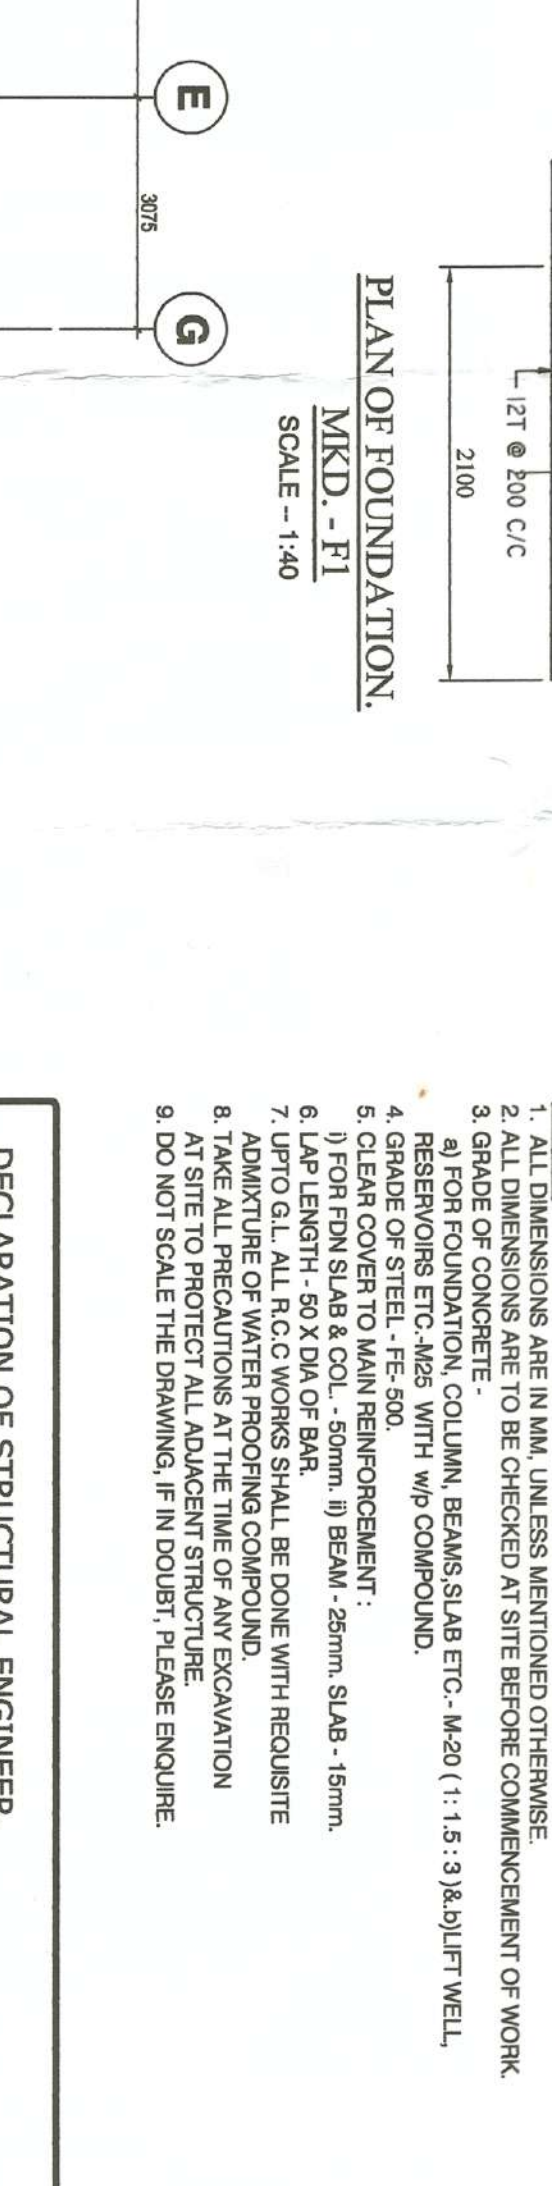 12T @ 200 C/C
2100
PLAN OF FOUNDATION.
MKD. - F1
SCALE -- 1:40
E
3075
G
1. ALL DIMENSIONS ARE IN MM, UNLESS MENTIONED OTHERWISE.
2. ALL DIMENSIONS ARE TO BE CHECKED AT SITE BEFORE COMMENCEMENT OF WORK.
3. GRADE OF CONCRETE -
a) FOR FOUNDATION, COLUMN, BEAMS,SLAB ETC.- M-20 ( 1: 1.5 : 3 )&.b)LIFT WELL,
RESERVOIRS ETC.-M25 WITH w/p COMPOUND.
4. GRADE OF STEEL - FE- 500.
5. CLEAR COVER TO MAIN REINFORCEMENT :
i) FOR FDN SLAB & COL. - 50mm. ii) BEAM - 25mm. SLAB - 15mm.
6. LAP LENGTH - 50 X DIA OF BAR.
7. UPTO G.L. ALL R.C.C WORKS SHALL BE DONE WITH REQUISITE
ADMIXTURE OF WATER PROOFING COMPOUND.
8. TAKE ALL PRECAUTIONS AT THE TIME OF ANY EXCAVATION
AT SITE TO PROTECT ALL ADJACENT STRUCTURE.
9. DO NOT SCALE THE DRAWING, IF IN DOUBT, PLEASE ENQUIRE.
DECLARATION OF STRUCTURAL ENGINEER